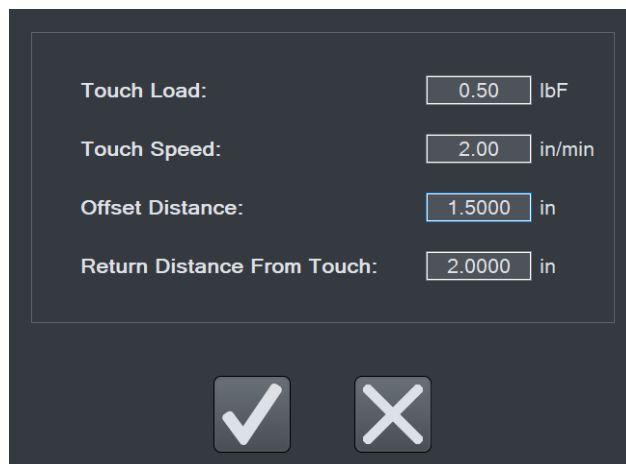 Touch Load: 0.50 lbF
Touch Speed: 2.00 in/min
Offset Distance: 1.5000 in
Return Distance From Touch: 2.0000 in